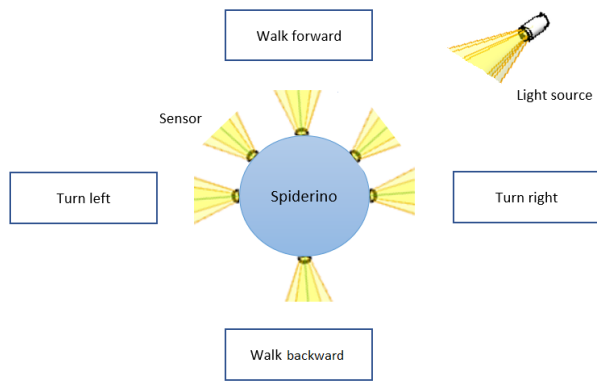 Walk forward
Light source
Sensor
Turn left
Spiderino
Turn right
Walk backward